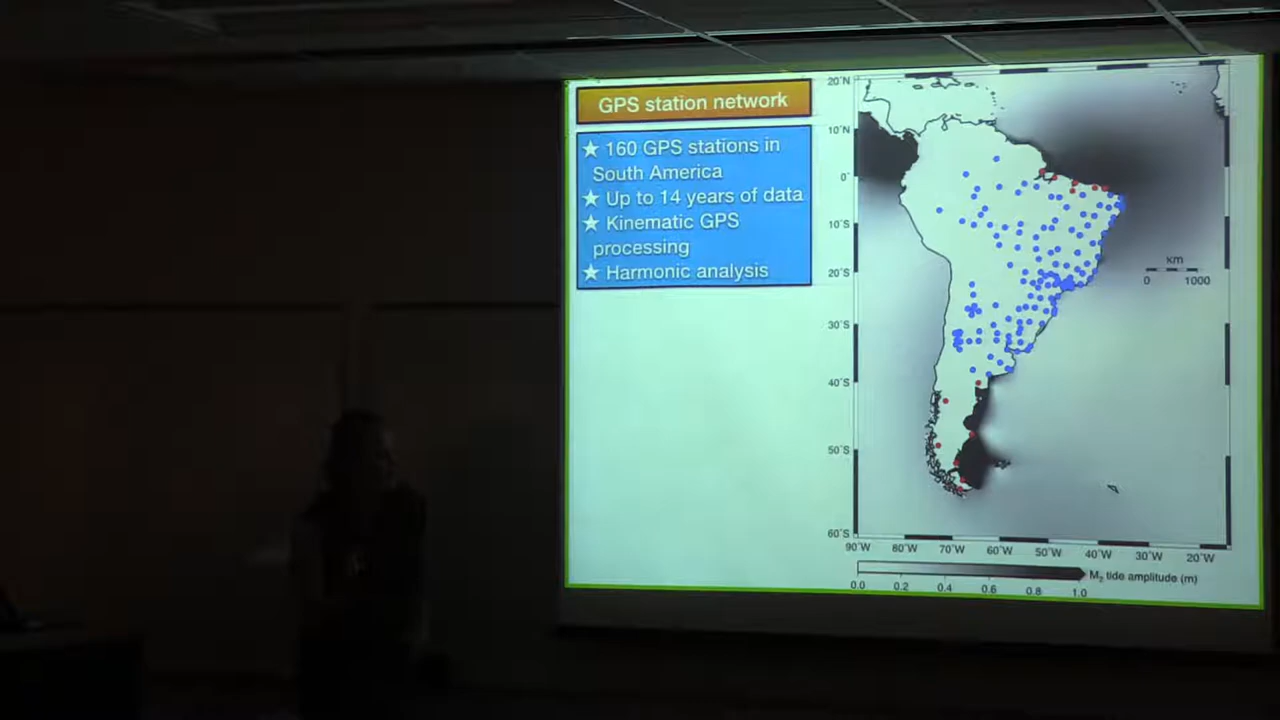 GPS station network
★ 160 GPS stations in
South America
★ Up to 14 years of data
★ Kinematic GPS
processing
★ Harmonic analysis
20˚N
10˚N
0˚
10˚S
20˚S
30˚S
40˚S
50˚S
60˚S
km
0 1000
90˚W 80˚W 70˚W 60˚W 50˚W 40˚W 30˚W 20˚W
M2 tide amplitude (m)
0.0 0.2 0.4 0.6 0.8 1.0